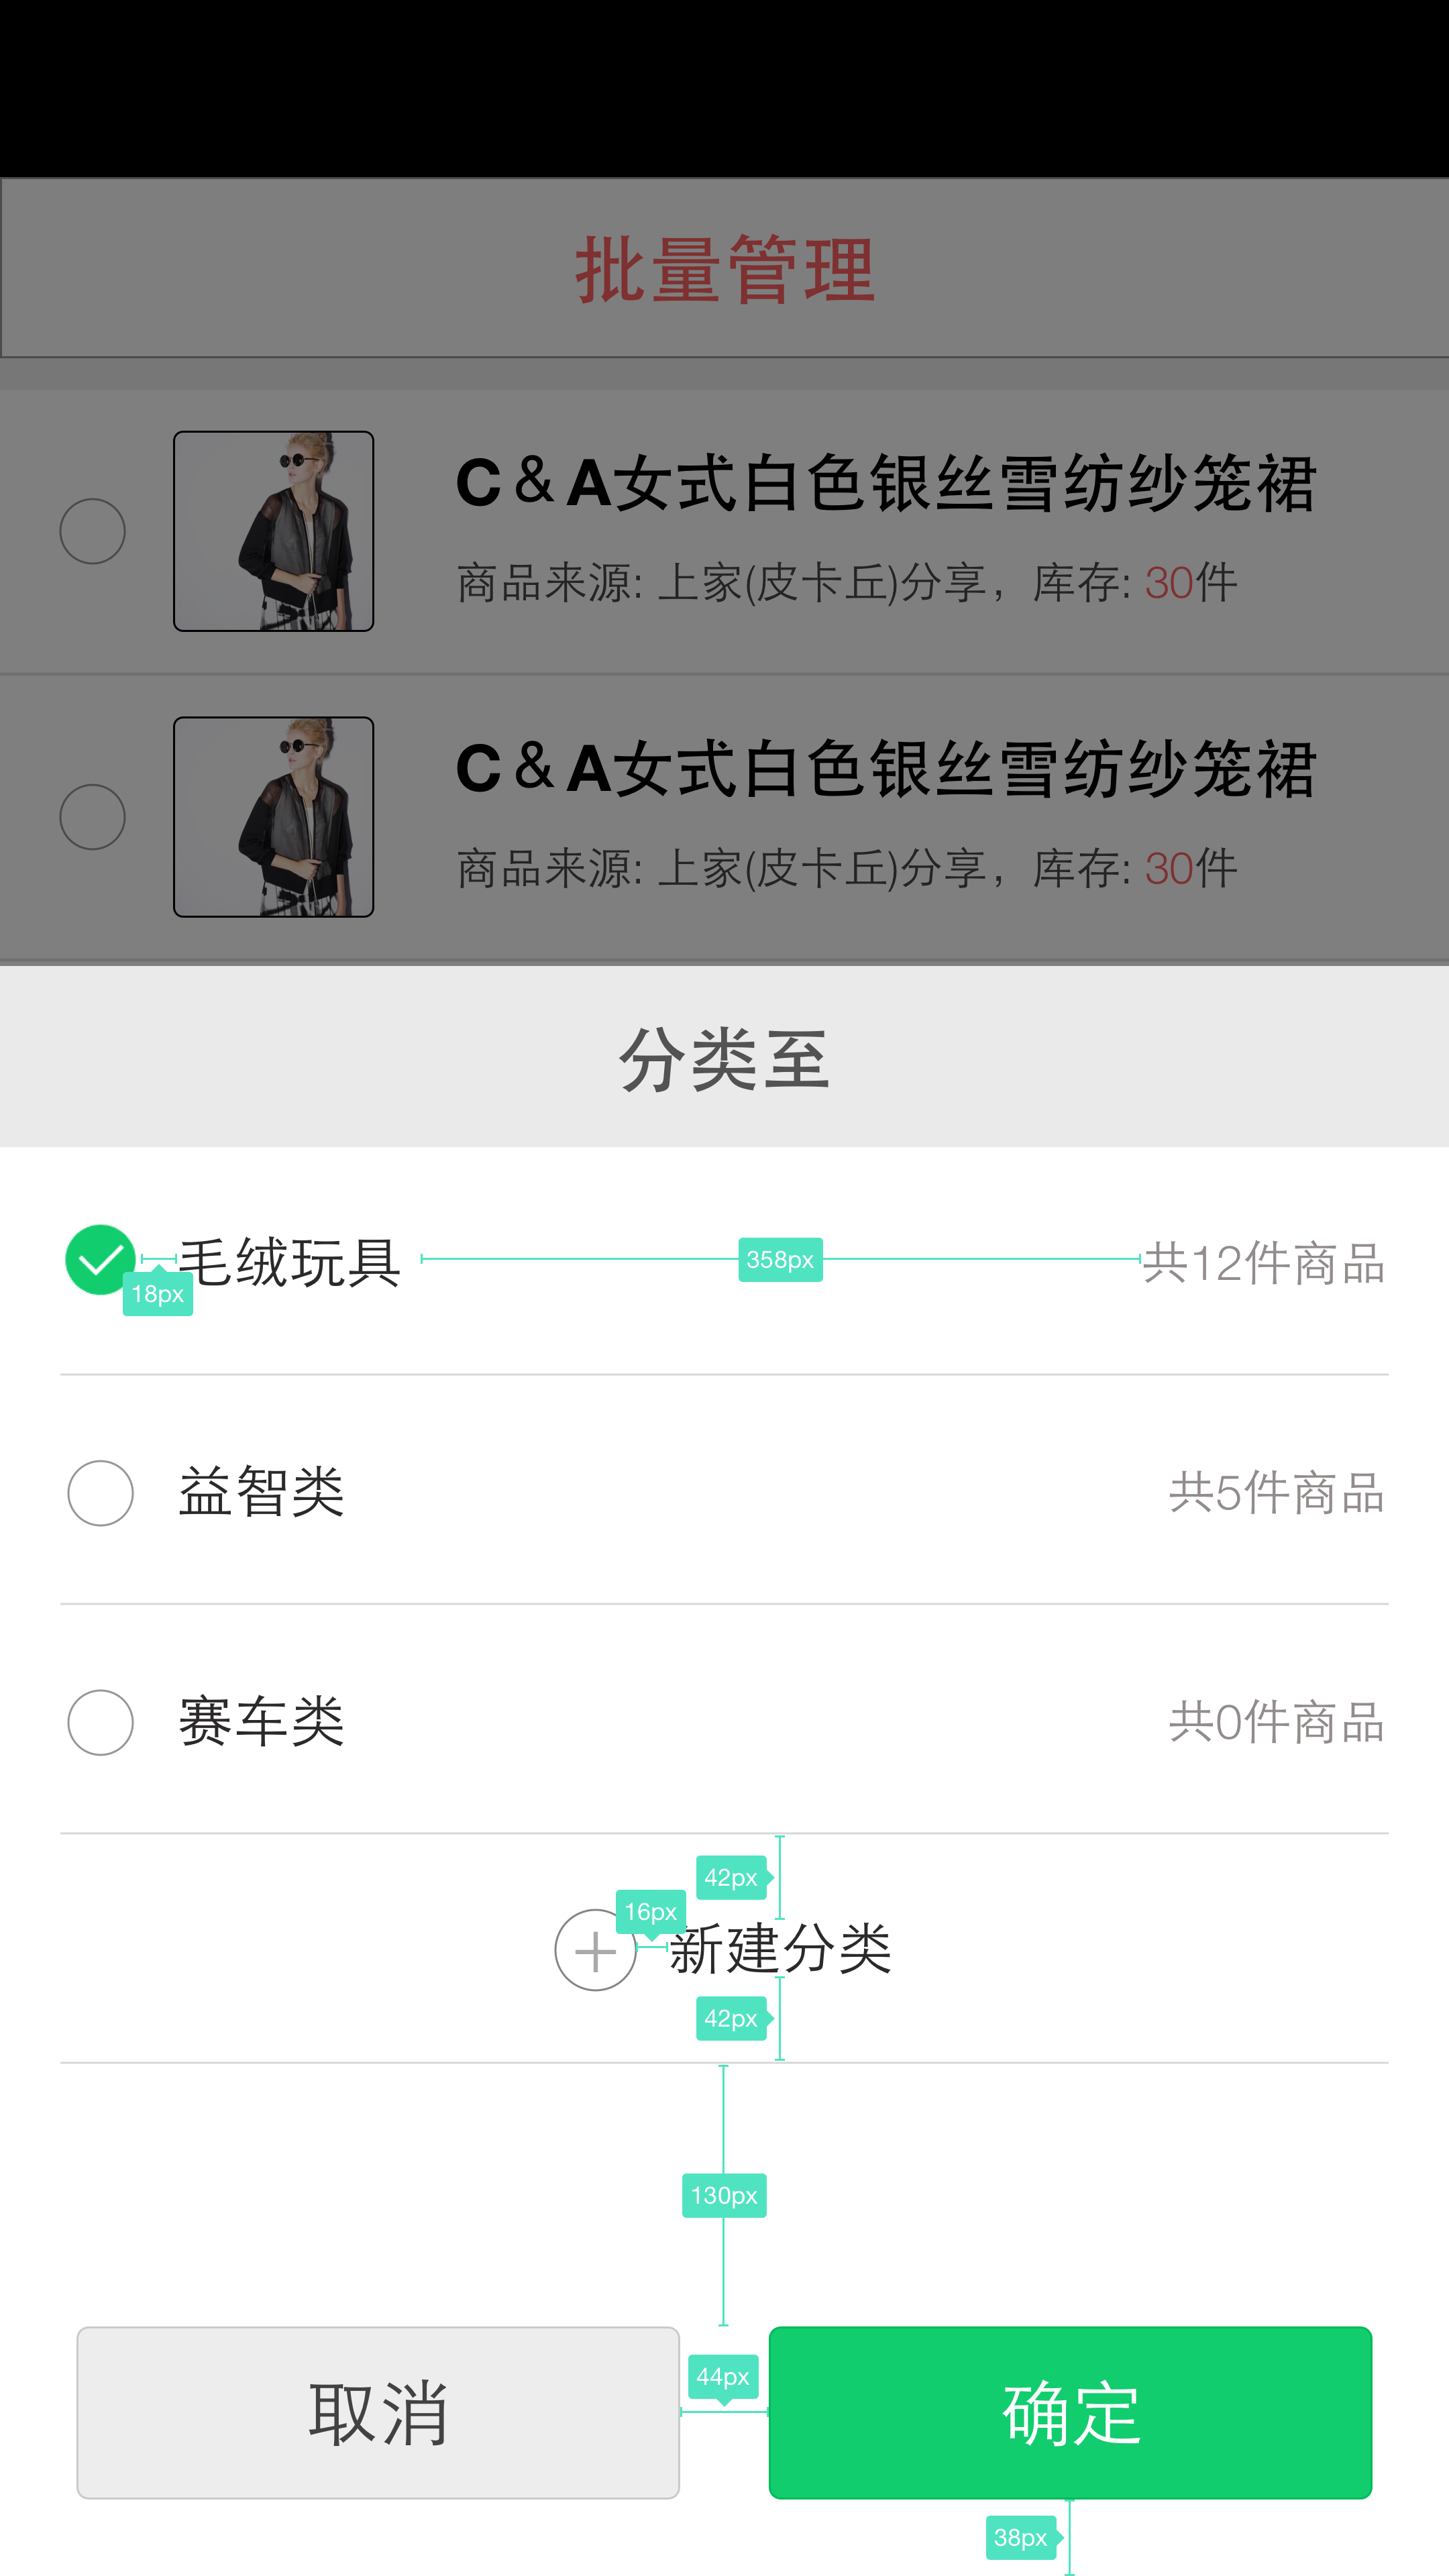 批量管理
C＆A女式白色银丝雪纺纱笼裙
商品来源: 上家(皮卡丘)分享，库存: 30件
C＆A女式白色银丝雪纺纱笼裙
商品来源: 上家(皮卡丘)分享，库存: 30件
分类至
毛绒玩具 358px 共12件商品
18px
益智类 共5件商品
赛车类 共0件商品
42px
16px
新建分类
42px
130px
44px
取消 确定
38px